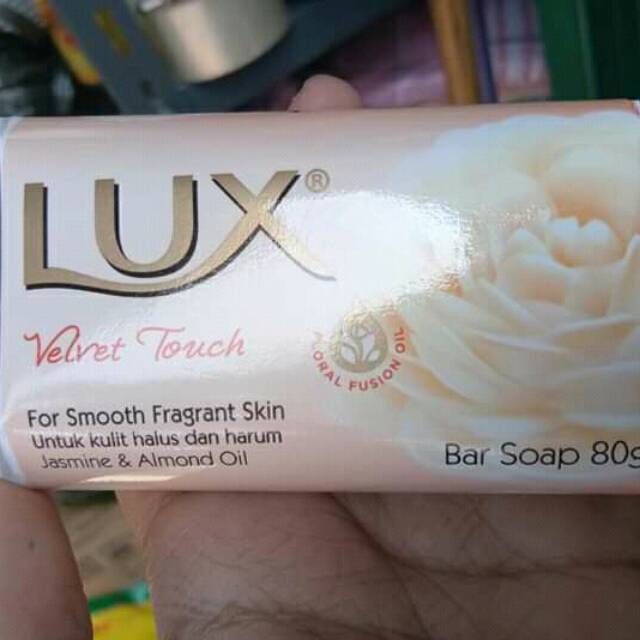 LUX®
Velvet Touch
FLORAL FUSION OIL
For Smooth Fragrant Skin
Untuk kulit halus dan harum
Jasmine & Almond Oil
Bar Soap 80g